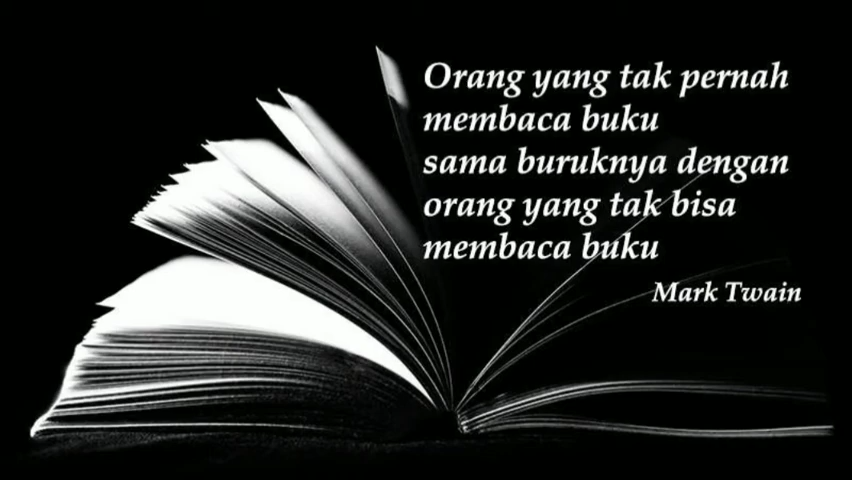 Orang yang tak pernah
membaca buku
sama buruknya dengan
orang yang tak bisa
membaca buku
Mark Twain